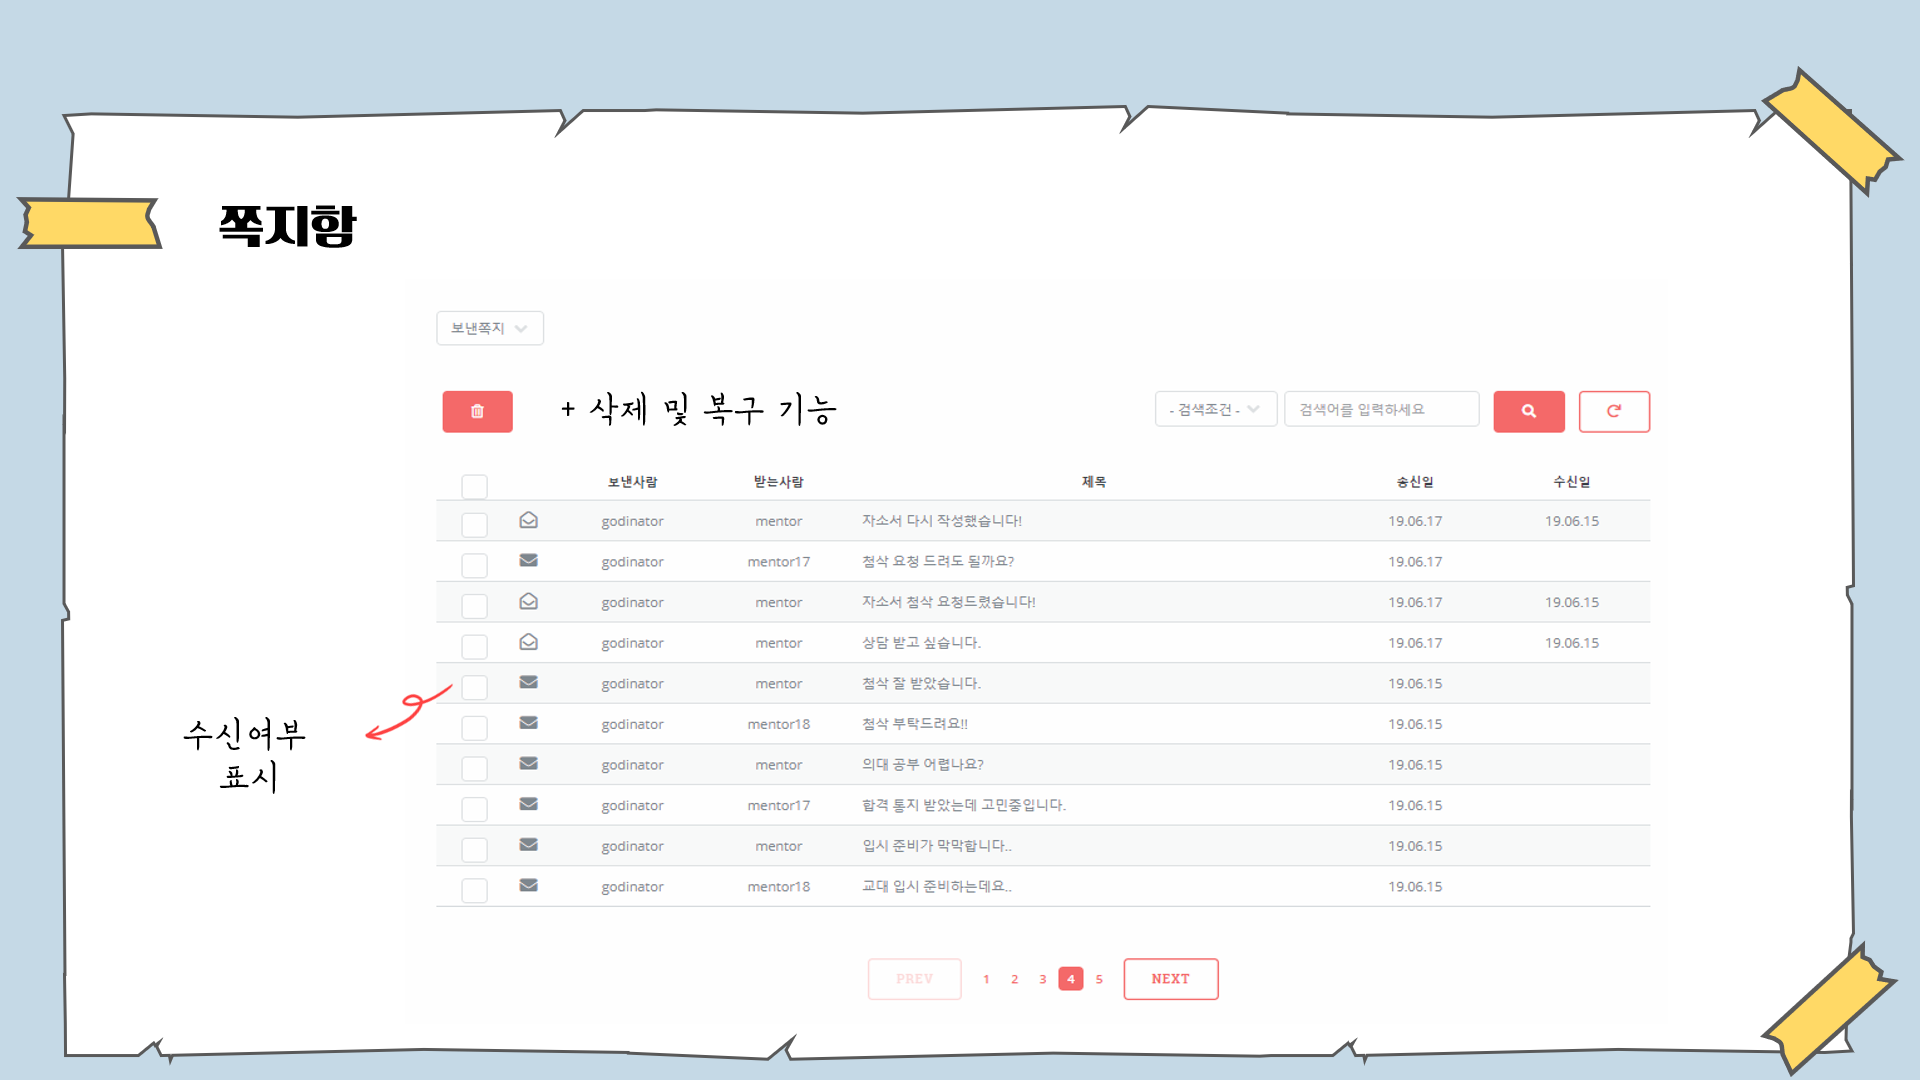 쪽지함
보낸쪽지
+ 삭제 및 복구 기능
- 검색조건 -
검색어를 입력하세요
보낸사람 받는사람 제목 송신일 수신일
godinator mentor 자소서 다시 작성했습니다! 19.06.17 19.06.15
godinator mentor17 첨삭 요청 드려도 될까요? 19.06.17
godinator mentor 자소서 첨삭 요청드렸습니다! 19.06.17 19.06.15
godinator mentor 상담 받고 싶습니다. 19.06.17 19.06.15
godinator mentor 첨삭 잘 받았습니다. 19.06.15
godinator mentor18 첨삭 부탁드려요!! 19.06.15
godinator mentor 의대 공부 어렵나요? 19.06.15
godinator mentor17 합격 통지 받았는데 고민중입니다. 19.06.15
godinator mentor 입시 준비가 막막합니다.. 19.06.15
godinator mentor18 교대 입시 준비하는데요.. 19.06.15
수신여부
표시
PREV 1 2 3 4 5 NEXT